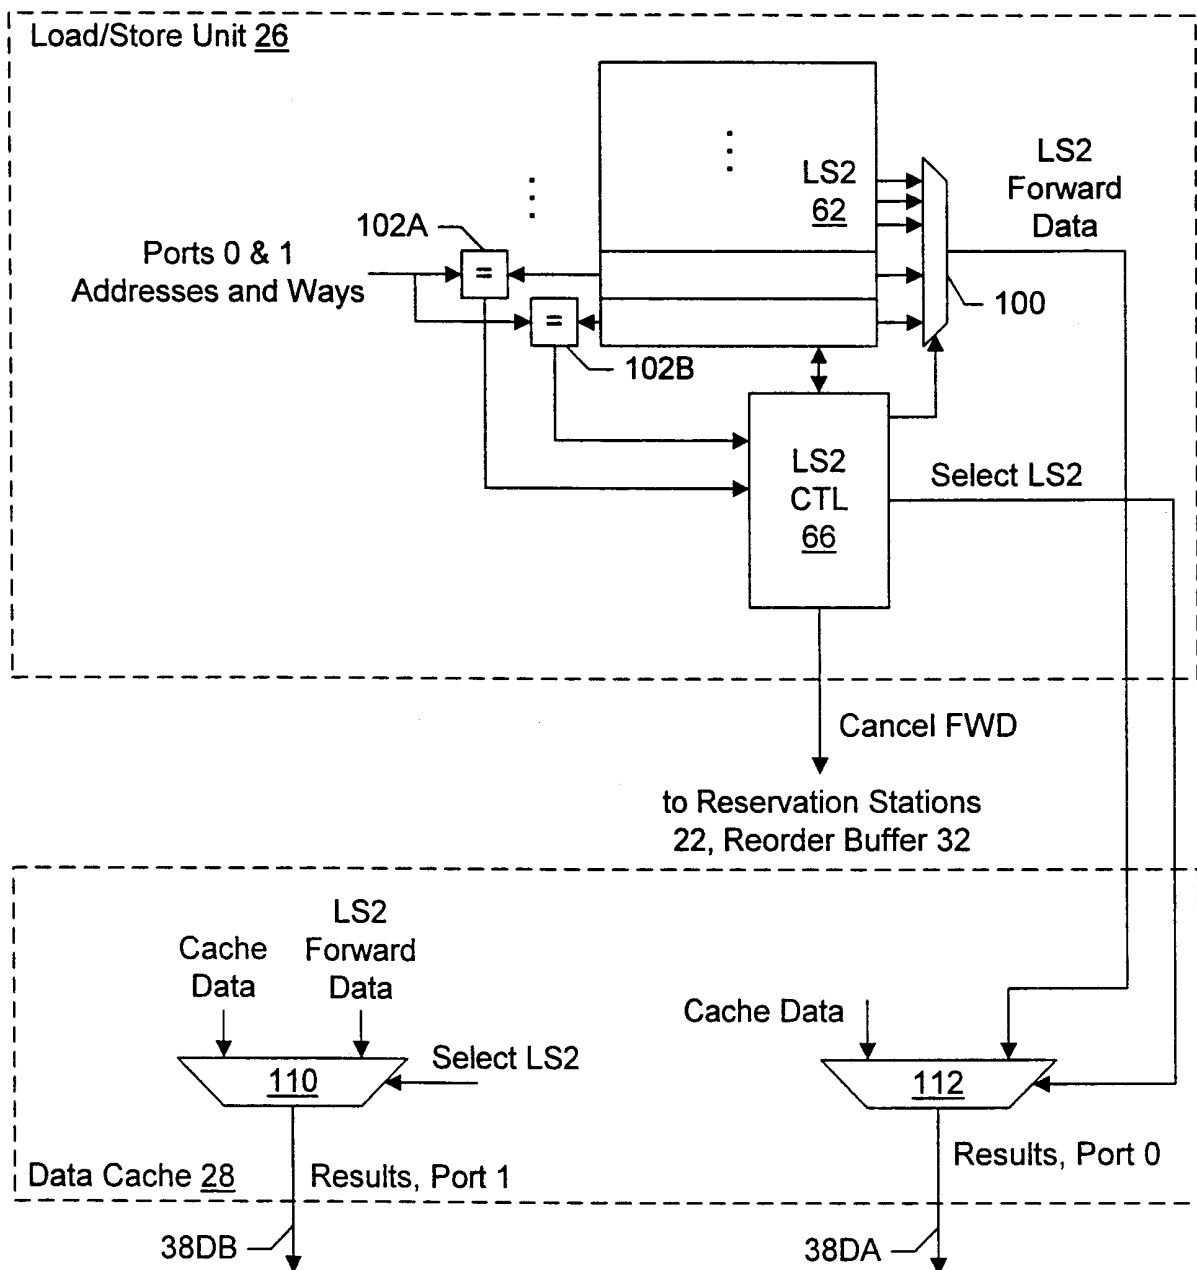 Load/Store Unit 26
LS2
62
LS2
Forward
Data
102A
Ports 0 & 1
Addresses and Ways
=
=
100
102B
LS2
CTL
66
Select LS2
Cancel FWD
to Reservation Stations
22, Reorder Buffer 32
Cache
Data
LS2
Forward
Data
Cache Data
Select LS2
110
112
Data Cache 28
Results, Port 1
Results, Port 0
38DB
38DA